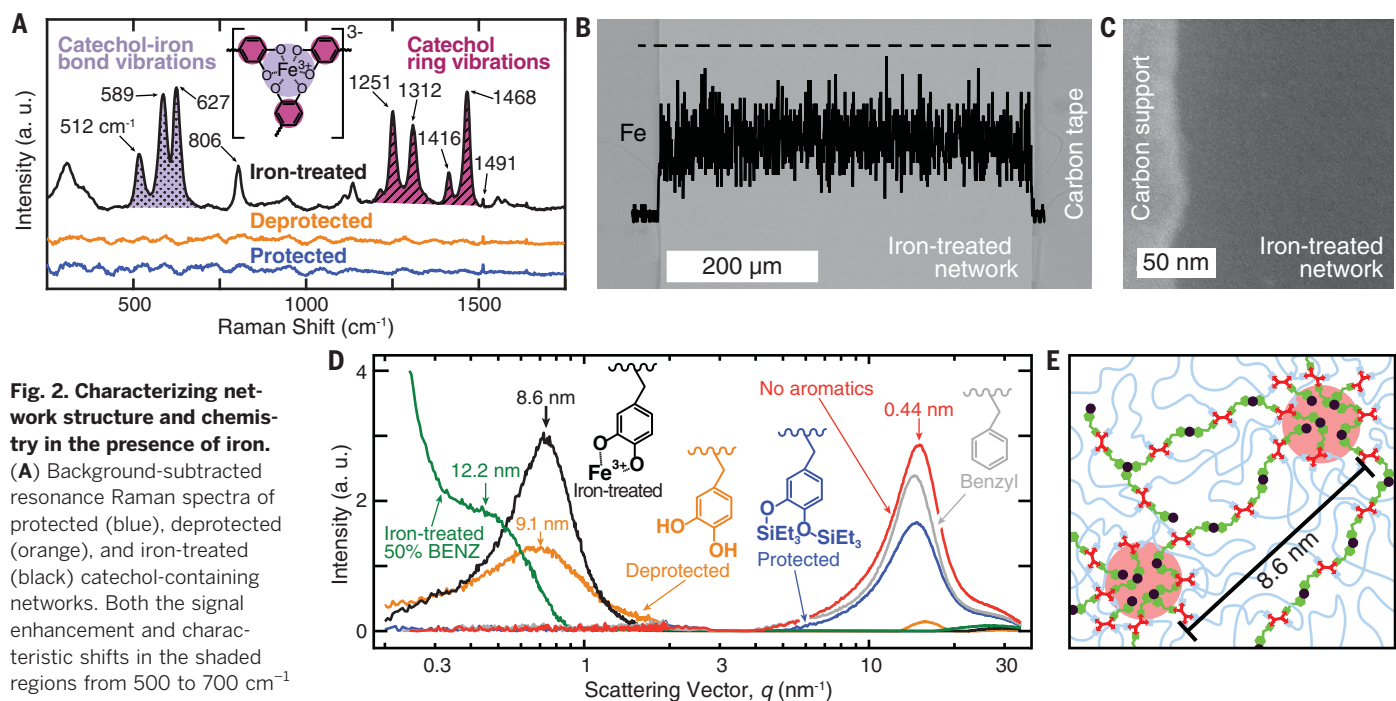 A
Catechol-iron
bond vibrations
3-
Fe3+
O
O
O
O
O
O
Catechol
ring vibrations
589
627
512 cm-1
806
1251
1312
1468
1416
1491
Iron-treated
Deprotected
Protected
Intensity (a. u.)
500
1000
1500
Raman Shift (cm-1)
B
Fe
200 µm
Iron-treated
network
Carbon tape
C
Carbon support
50 nm
Iron-treated
network
Fig. 2. Characterizing net-
work structure and chemis-
try in the presence of iron.
(A) Background-subtracted
resonance Raman spectra of
protected (blue), deprotected
(orange), and iron-treated
(black) catechol-containing
networks. Both the signal
enhancement and charac-
teristic shifts in the shaded
regions from 500 to 700 cm−1
D
4
2
0
Intensity (a. u.)
8.6 nm
12.2 nm
9.1 nm
Iron-treated
50% BENZ
O
O
Fe3+
Iron-treated
HO
OH
Deprotected
O
O
SiEt3
SiEt3
Protected
No aromatics
0.44 nm
Benzyl
0.3
1
3
10
30
Scattering Vector, q (nm-1)
E
8.6 nm